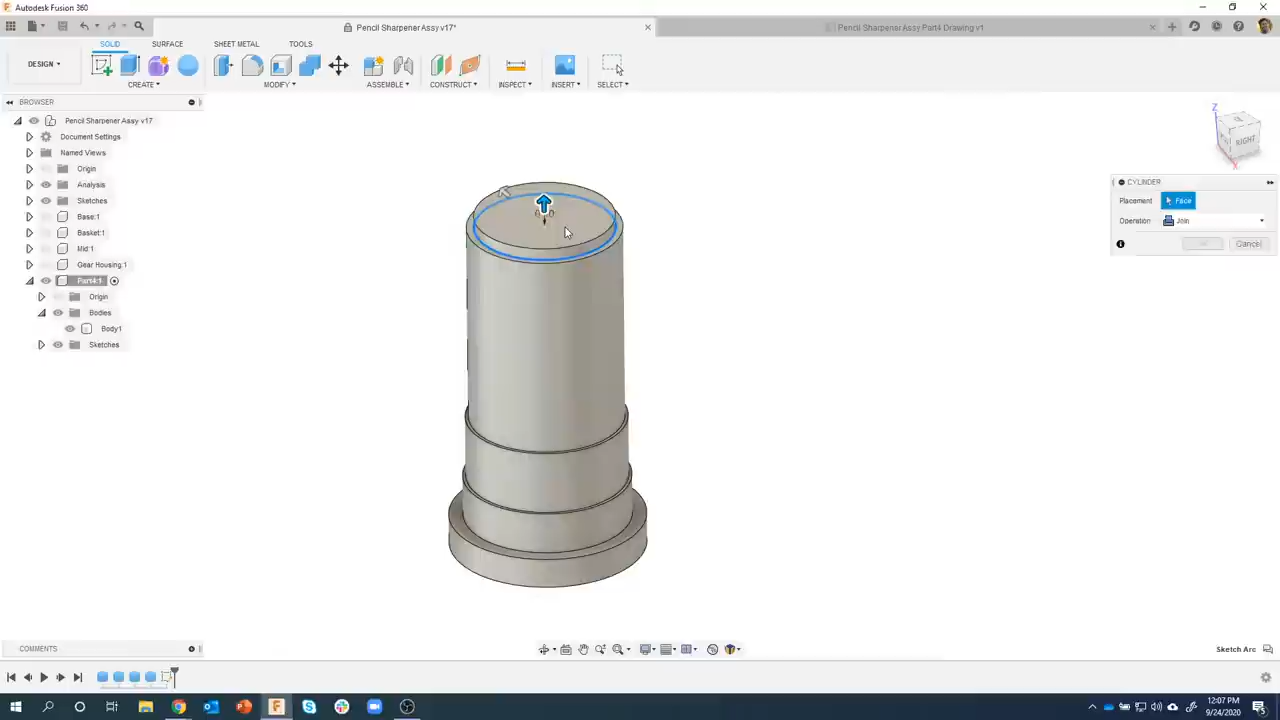 Autodesk Fusion 360
Pencil Sharpener Assy v17*
Pencil Sharpener Assy Part4 Drawing v1
SOLID SURFACE SHEET METAL TOOLS
DESIGN
CREATE MODIFY ASSEMBLE CONSTRUCT INSPECT INSERT SELECT
BROWSER
Pencil Sharpener Assy v17
Document Settings
Named Views
Origin
Analysis
Sketches
Base:1
Basket:1
Mid:1
Gear Housing:1
Part4:1
Origin
Bodies
Body1
Sketches
Z
RIGHT
X
CYLINDER
Placement Face
Operation Join
Cancel
COMMENTS
Sketch Arc
12:07 PM
9/24/2020